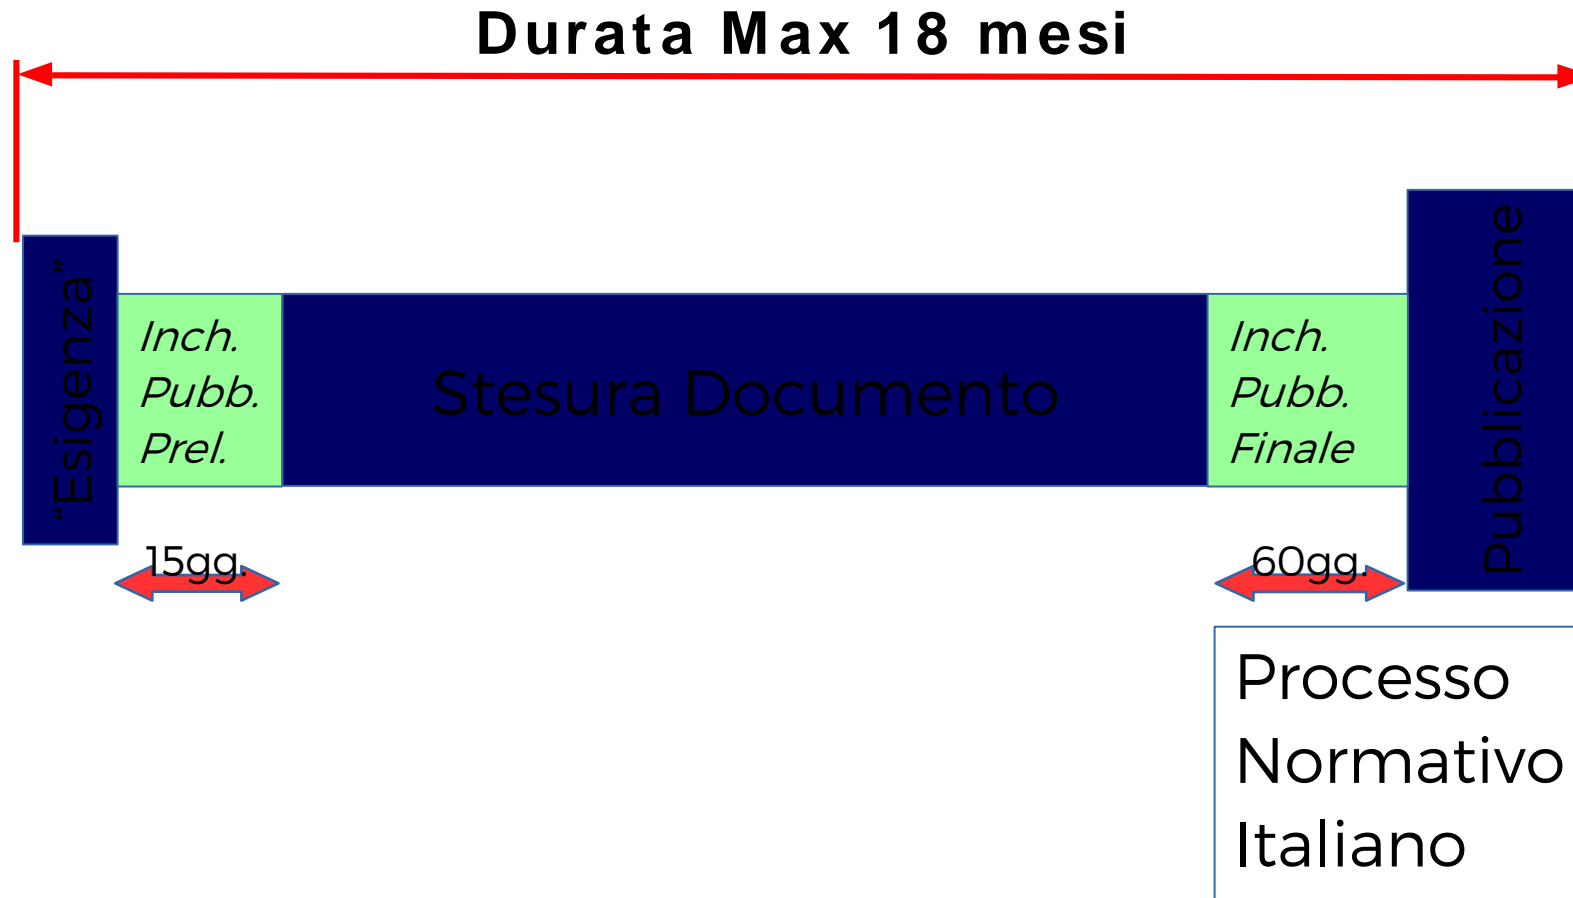 Durata Max 18 mesi
“Esigenza”
Inch.
Pubb.
Prel.
Stesura Documento
Inch.
Pubb.
Finale
Pubblicazione
15gg.
60gg.
Processo
Normativo
Italiano